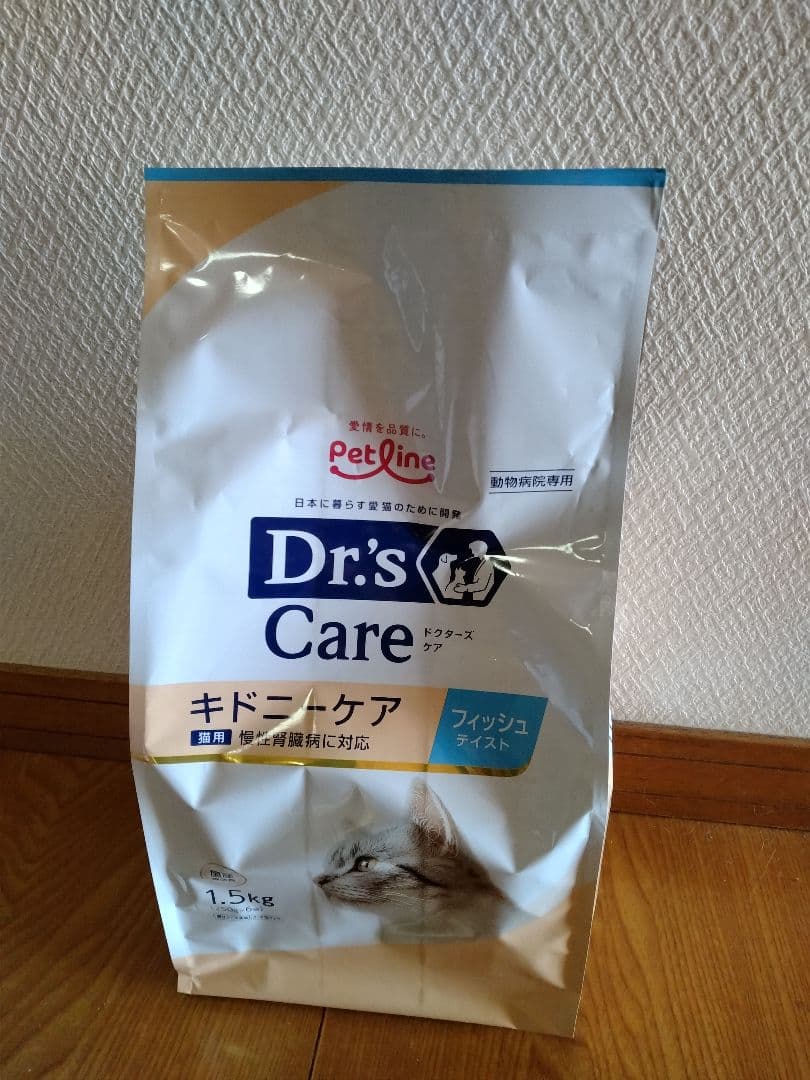 愛情を品質に。
Petline
動物病院専用
日本に暮らす愛猫のために開発
Dr.'s
Care
ドクターズ
ケア
キドニーケア
猫用 慢性腎臓病に対応
フィッシュ
テイスト
国産
1.5kg